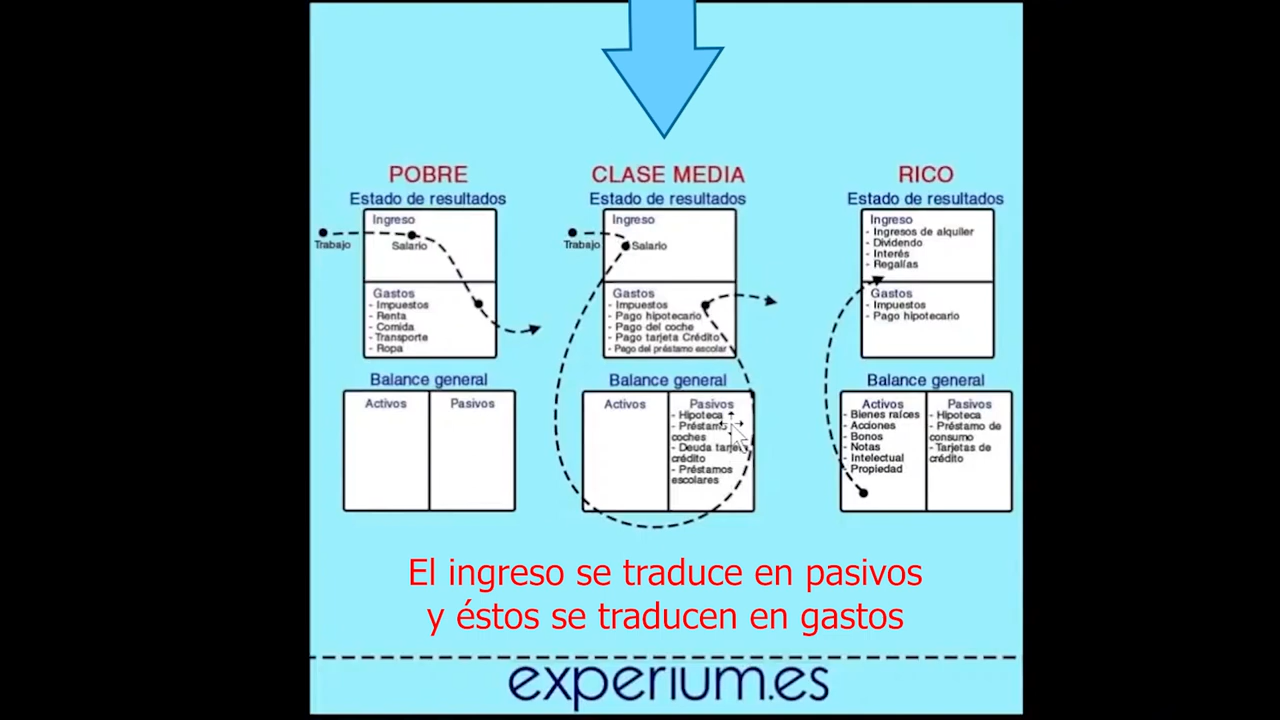 POBRE
Estado de resultados
Ingreso
Trabajo
Salario
Gastos
- Impuestos
- Renta
- Comida
- Transporte
- Ropa
Balance general
Activos
Pasivos
CLASE MEDIA
Estado de resultados
Ingreso
Trabajo
Salario
Gastos
- Impuestos
- Pago hipotecario
- Pago del coche
- Pago tarjeta Crédito
- Pago del préstamo escolar
Balance general
Activos
Pasivos
- Hipoteca
- Préstamo
coches
- Deuda tarjeta
crédito
- Préstamos
escolares
RICO
Estado de resultados
Ingreso
- Ingresos de alquiler
- Dividendo
- Interés
- Regalías
Gastos
- Impuestos
- Pago hipotecario
Balance general
Activos
- Bienes raíces
- Acciones
- Bonos
- Notas
- Intelectual
- Propiedad
Pasivos
- Hipoteca
- Préstamo de
consumo
- Tarjetas de
crédito
El ingreso se traduce en pasivos
y éstos se traducen en gastos
experium.es